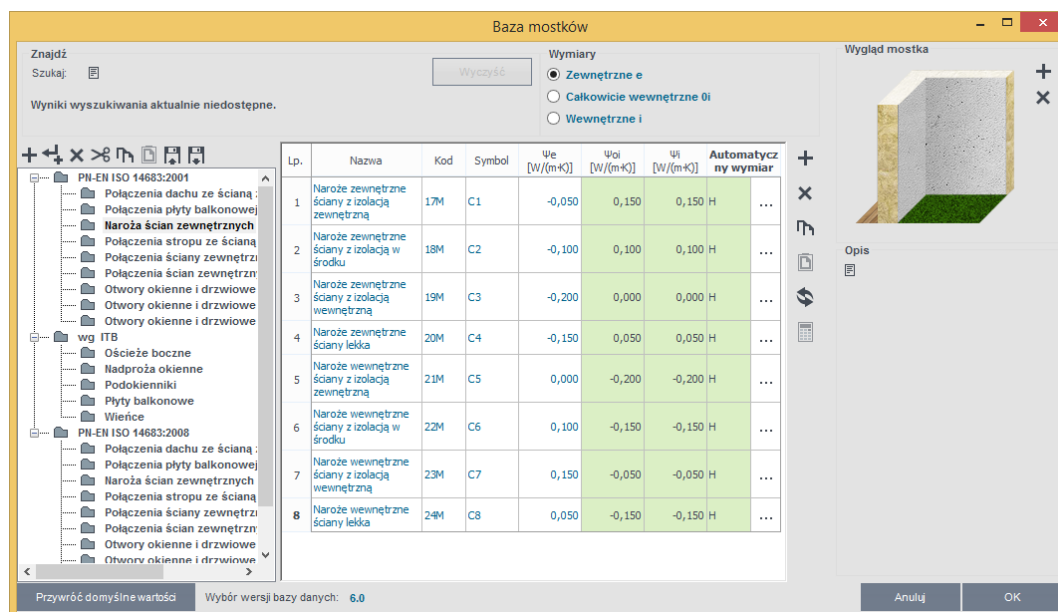 Baza mostków
Znajdź
Szukaj:
Wyczyść
Wyniki wyszukiwania aktualnie niedostępne.
Wymiary
Zewnętrzne e
Całkowicie wewnętrzne 0i
Wewnętrzne i
Wygląd mostka
Opis
PN-EN ISO 14683:2001
Połączenia dachu ze ścianą
Połączenia płyty balkonowej
Naroża ścian zewnętrznych
Połączenia stropu ze ścianą
Połączenia ściany zewnętrz
Połączenia ścian zewnętrzn
Otwory okienne i drzwiowe
Otwory okienne i drzwiowe
Otwory okienne i drzwiowe
wg ITB
Ościeże boczne
Nadproża okienne
Podokienniki
Płyty balkonowe
Wieńce
PN-EN ISO 14683:2008
Połączenia dachu ze ścianą
Połączenia płyty balkonowej
Naroża ścian zewnętrznych
Połączenia stropu ze ścianą
Połączenia ściany zewnętrz
Połączenia ścian zewnętrzn
Otwory okienne i drzwiowe
Otwory okienne i drzwiowe
Lp. Nazwa Kod Symbol Ψe [W/(m·K)] Ψoi [W/(m·K)] Ψi [W/(m·K)] Automatycz
ny wymiar
Naroże zewnętrzne
1 ściany z izolacją 17M C1 -0,050 0,150 0,150 H ...
zewnętrzną
Naroże zewnętrzne
2 ściany z izolacją w 18M C2 -0,100 0,100 0,100 H ...
środku
Naroże zewnętrzne
3 ściany z izolacją 19M C3 -0,200 0,000 0,000 H ...
wewnętrzną
Naroże zewnętrzne
4 ściany lekka 20M C4 -0,150 0,050 0,050 H ...
Naroże wewnętrzne
5 ściany z izolacją 21M C5 0,000 -0,200 -0,200 H ...
zewnętrzną
Naroże wewnętrzne
6 ściany z izolacją w 22M C6 0,100 -0,150 -0,150 H ...
środku
Naroże wewnętrzne
7 ściany z izolacją 23M C7 0,150 -0,050 -0,050 H ...
wewnętrzną
Naroże wewnętrzne
8 ściany lekka 24M C8 0,050 -0,150 -0,150 H ...
Przywróć domyślne wartości
Wybór wersji bazy danych: 6.0
Anuluj
OK